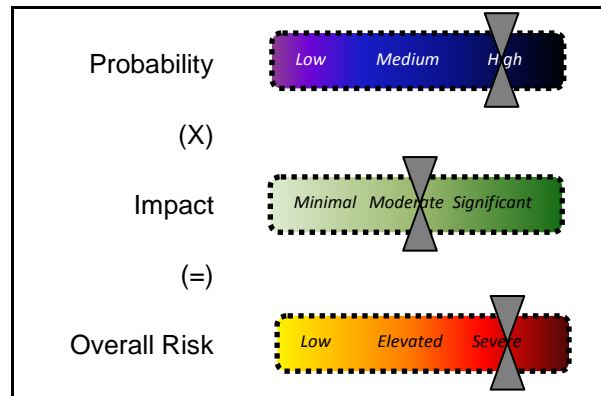 Probability
Low Medium High
(X)
Impact
Minimal Moderate Significant
(=)
Overall Risk
Low Elevated Severe